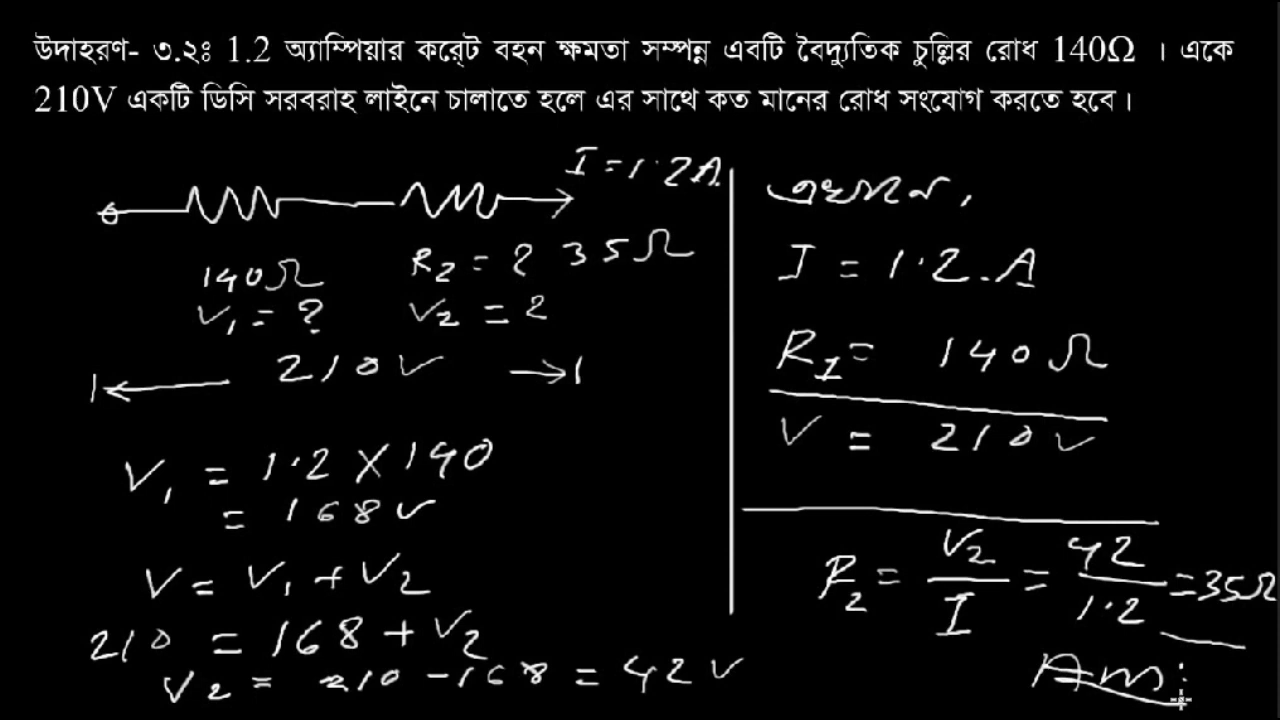 উদাহরণ- ৩.২ঃ 1.2 অ্যাম্পিয়ার করে্ট বহন ক্ষমতা সম্পন্ন এবটি বৈদ্যুতিক চুল্লির রোধ 140Ω । একে
210V একটি ডিসি সরবরাহ লাইনে চালাতে হলে এর সাথে কত মানের রোধ সংযোগ করতে হবে।
I = 1.2A
140Ω
R2 = ? 35Ω
V1 = ?
V2 = ?
210V
V1 = 1.2 × 140
= 168V
V = V1 + V2
210 = 168 + V2
V2 = 210 - 168 = 42V
এখানে,
I = 1.2 A
R1 = 140Ω
V = 210V
R2 = V2/I = 42/1.2 = 35Ω
Ans: